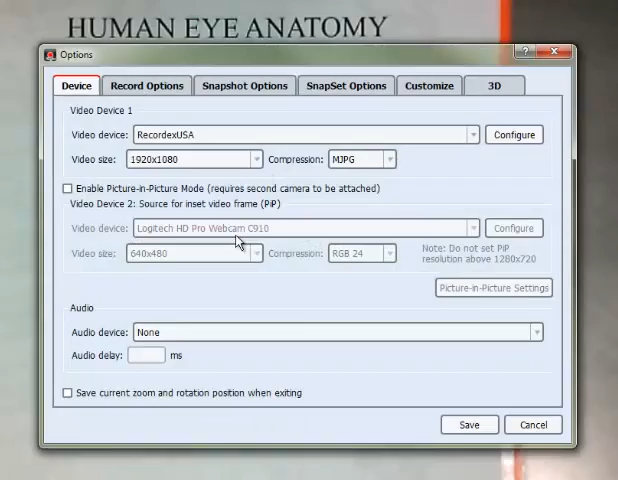 HUMAN EYE ANATOMY
Options
?
Device Record Options Snapshot Options SnapSet Options Customize 3D
Video Device 1
Video device: RecordexUSA Configure
Video size: 1920x1080 Compression: MJPG
Enable Picture-in-Picture Mode (requires second camera to be attached)
Video Device 2: Source for inset video frame (PiP)
Video device: Logitech HD Pro Webcam C910 Configure
Video size: 640x480 Compression: RGB 24
Note: Do not set PiP
resolution above 1280x720
Picture-in-Picture Settings
Audio
Audio device: None
Audio delay: ms
Save current zoom and rotation position when exiting
Save Cancel